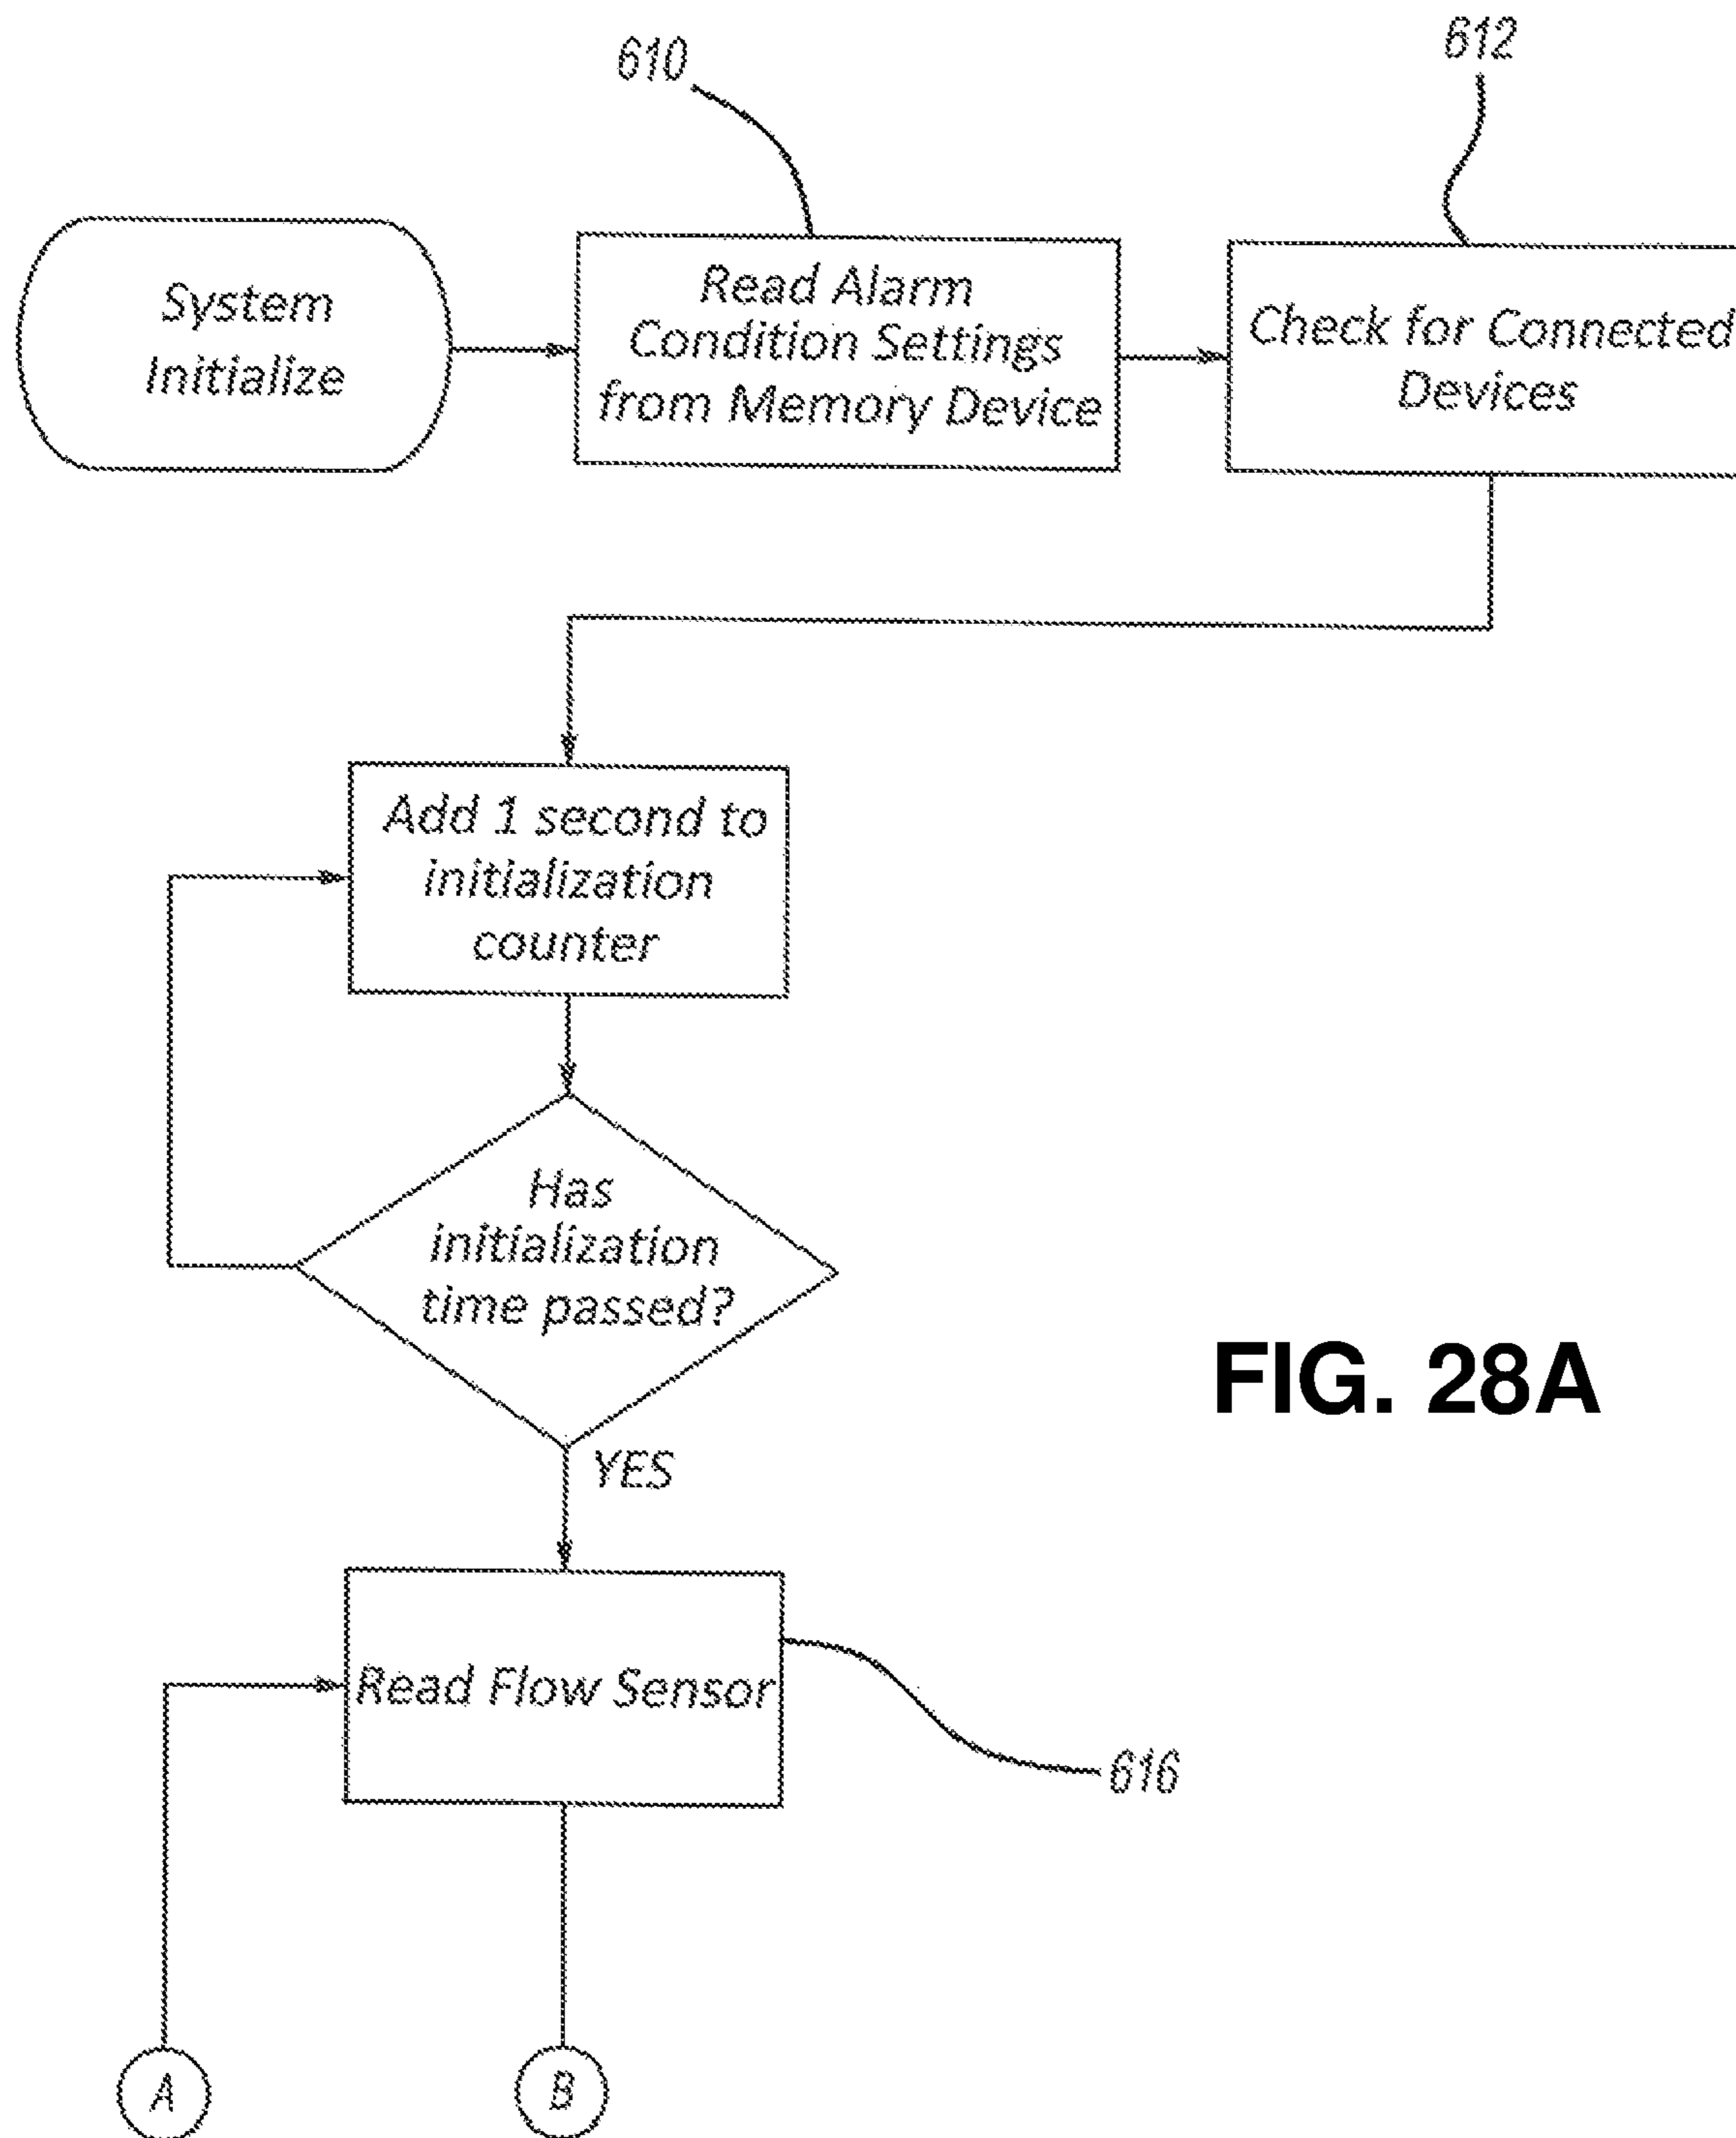 610
612
System
Initialize
Read Alarm
Condition Settings
from Memory Device
Check for Connected
Devices
Add 1 second to
initialization
counter
Has
initialization
time passed?
YES
FIG. 28A
Read Flow Sensor
616
A
B